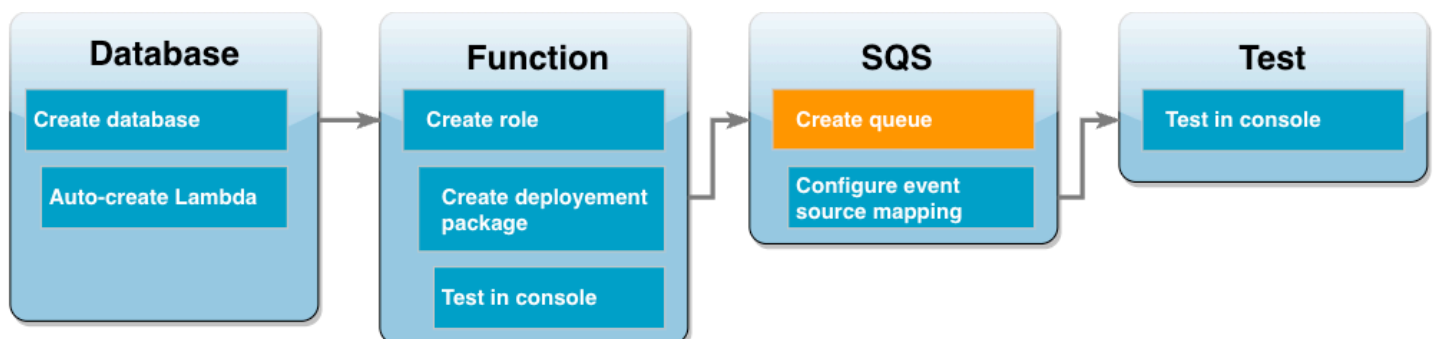 Database
Create database
Auto-create Lambda
Function
Create role
Create deployement
package
Test in console
SQS
Create queue
Configure event
source mapping
Test
Test in console